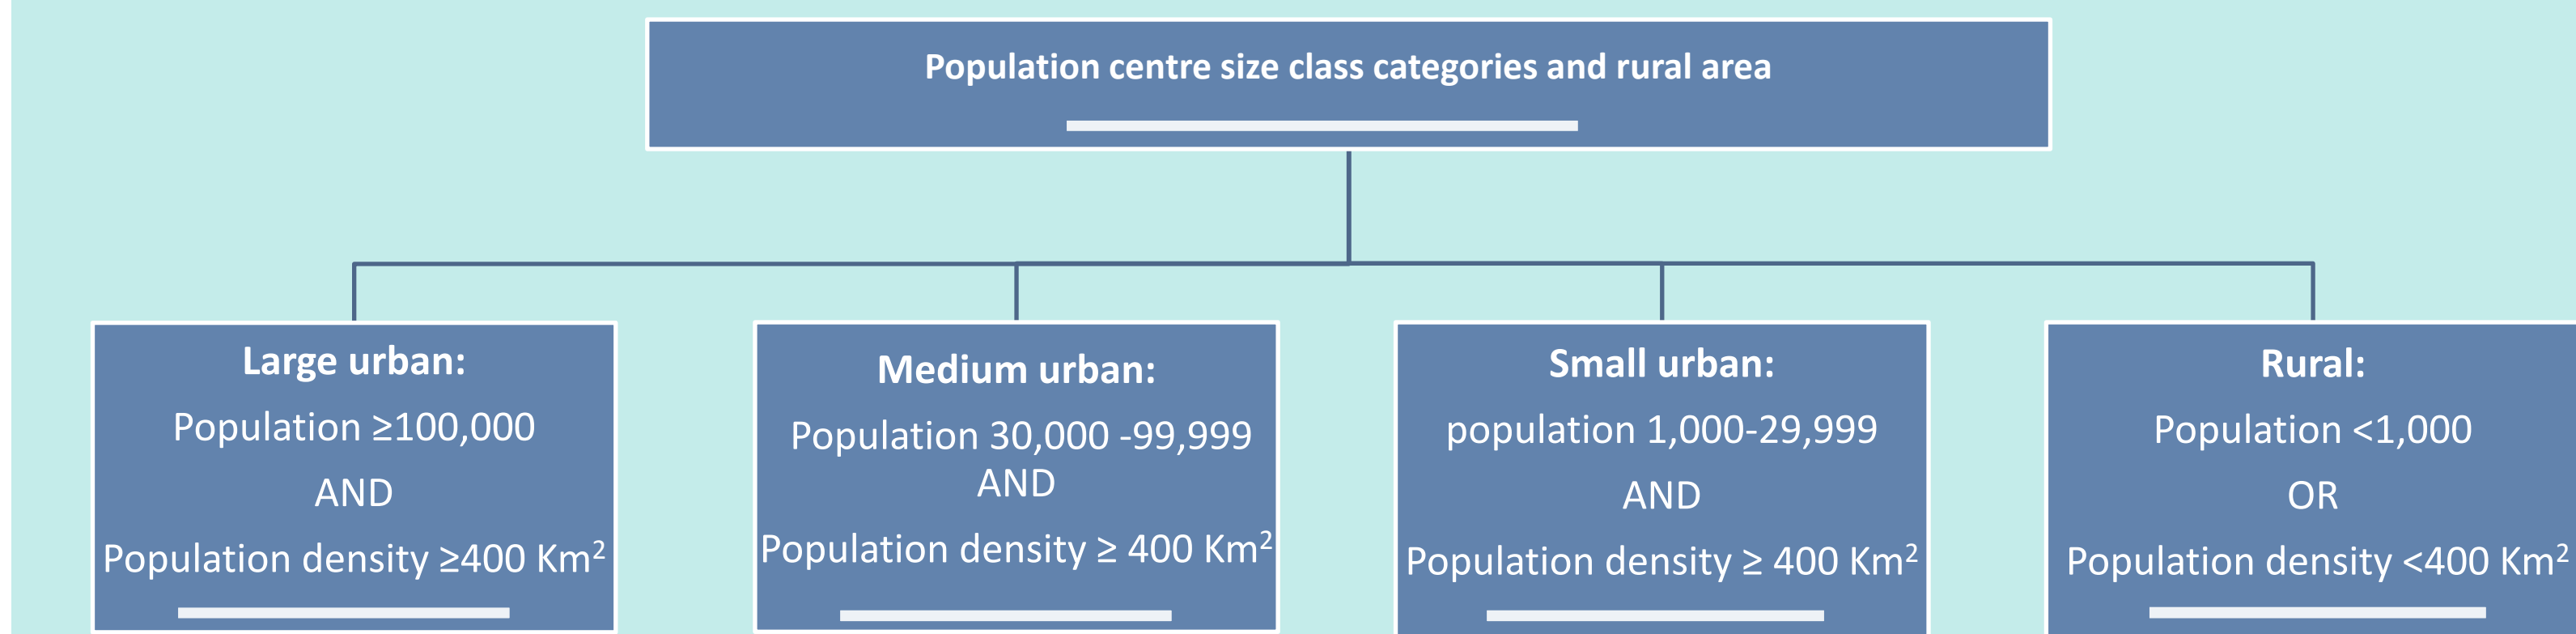 Population centre size class categories and rural area
Large urban:
Population ≥100,000
AND
Population density ≥400 Km²
Medium urban:
Population 30,000 -99,999
AND
Population density ≥ 400 Km²
Small urban:
population 1,000-29,999
AND
Population density ≥ 400 Km²
Rural:
Population <1,000
OR
Population density <400 Km²